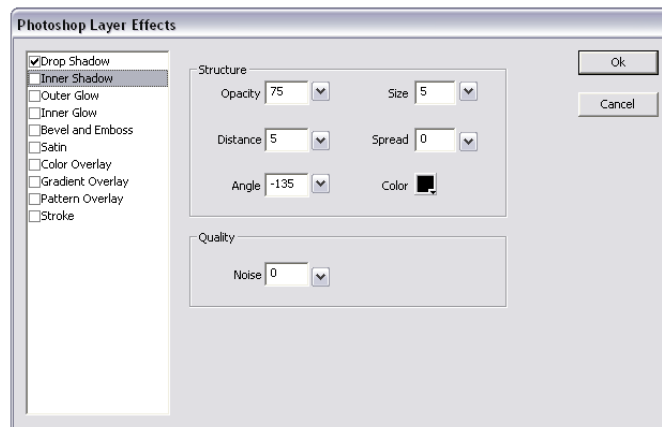 Photoshop Layer Effects
Drop Shadow
Inner Shadow
Outer Glow
Inner Glow
Bevel and Emboss
Satin
Color Overlay
Gradient Overlay
Pattern Overlay
Stroke
Structure
Opacity 75 Size 5
Distance 5 Spread 0
Angle -135 Color
Quality
Noise 0
Ok
Cancel